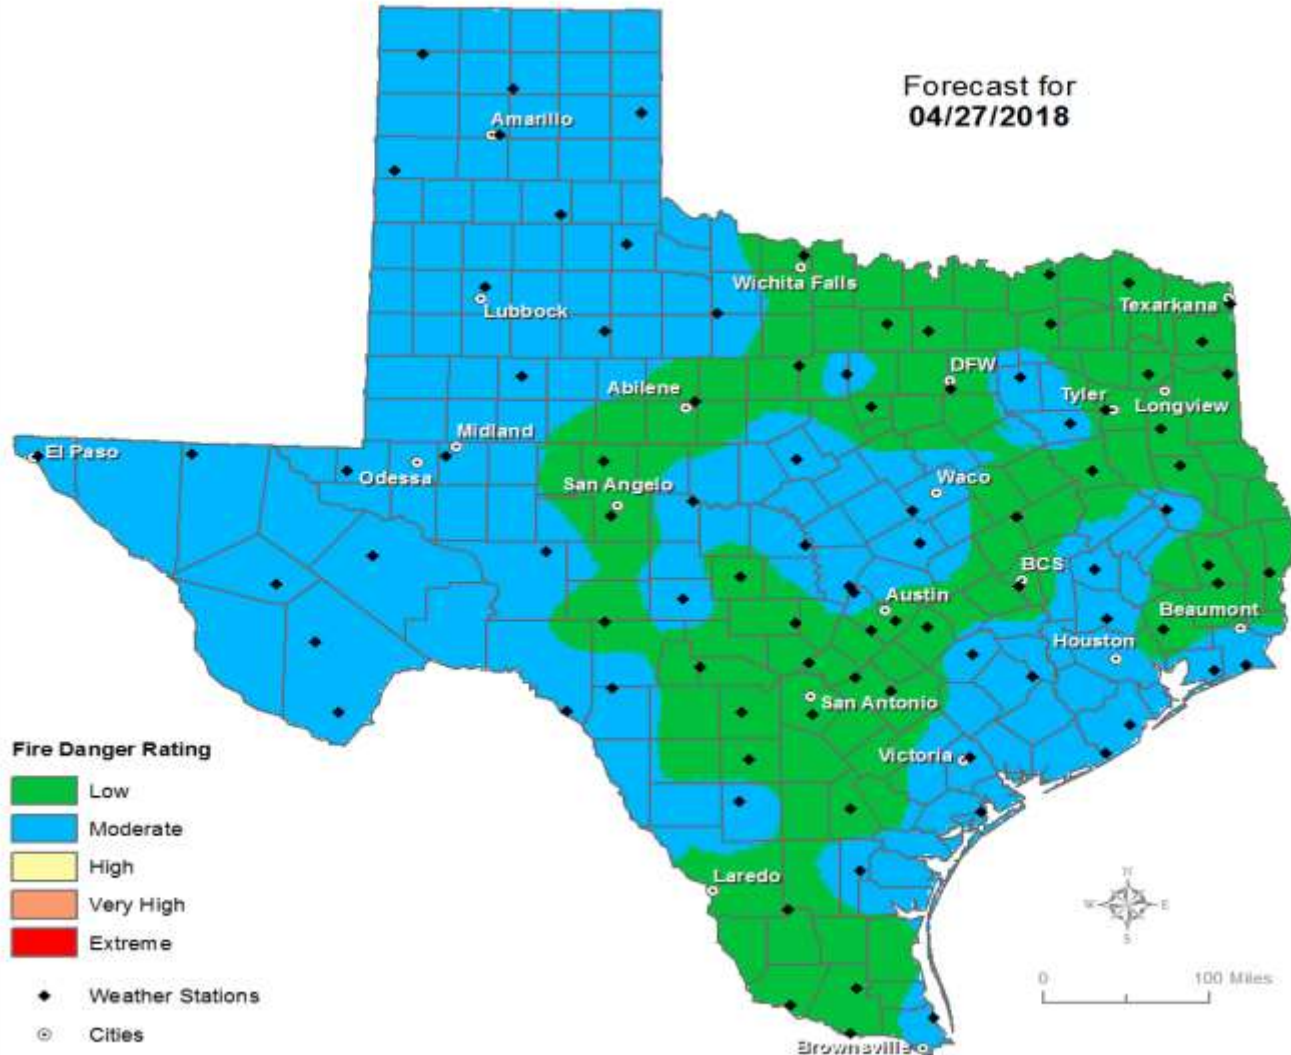 Forecast for
04/27/2018
Amarillo
Wichita Falls
Texarkana
Lubbock
DFW
Abilene
Tyler
Longview
Midland
El Paso
Odessa
San Angelo
Waco
BCS
Austin
Beaumont
Houston
San Antonio
Victoria
Laredo
Brownsville
Fire Danger Rating
Low
Moderate
High
Very High
Extreme
Weather Stations
Cities
N
W E
S
0 100 Miles